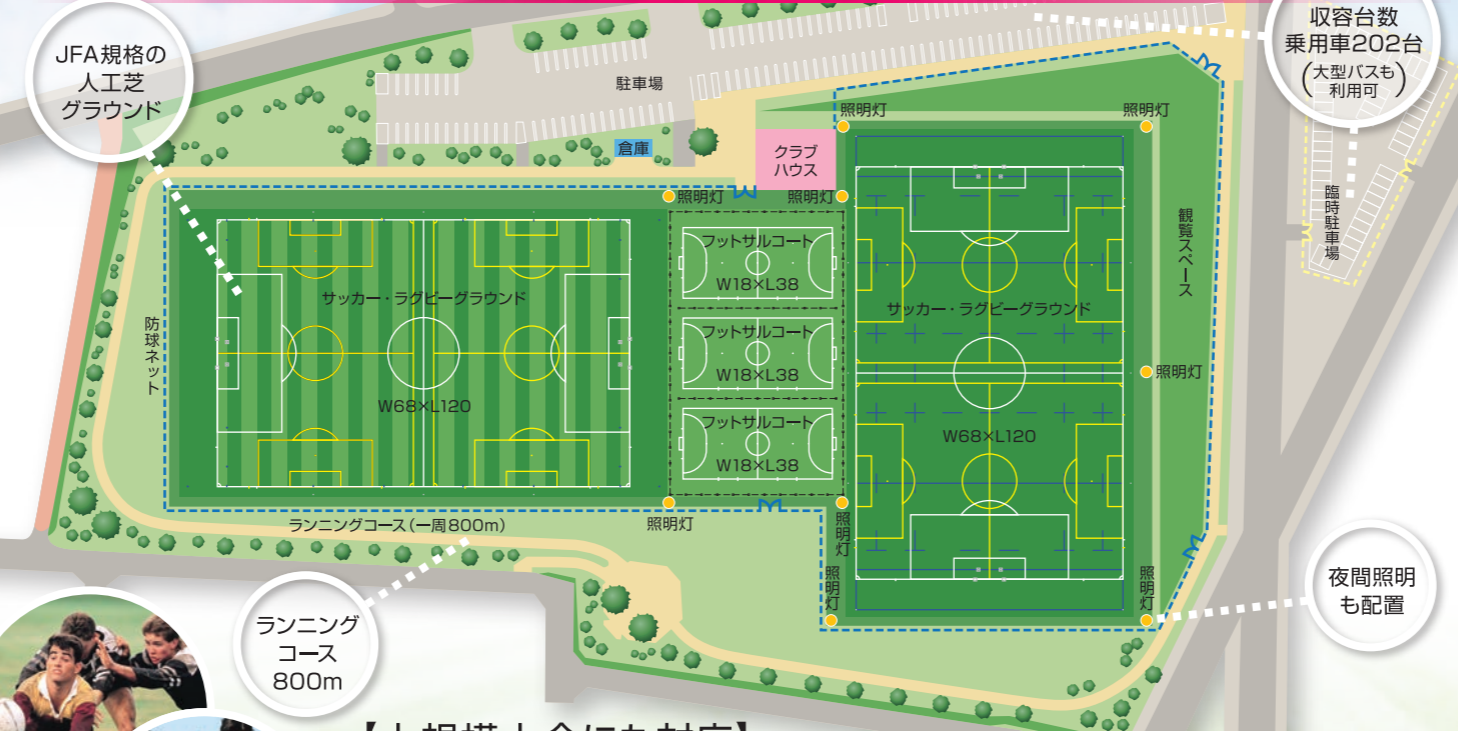 JFA規格の
人工芝
グラウンド
収容台数
乗用車202台
(大型バスも
利用可)
駐車場
倉庫
クラブ
ハウス
照明灯
照明灯
照明灯
照明灯
臨時駐車場
観覧スペース
防球ネット
サッカー・ラグビーグラウンド
W68×L120
フットサルコート
W18×L38
フットサルコート
W18×L38
フットサルコート
W18×L38
サッカー・ラグビーグラウンド
W68×L120
照明灯
ランニングコース(一周800m)
照明灯
照明灯
照明灯
照明灯
ランニング
コース
800m
夜間照明
も配置
【大規模大会にも対応】